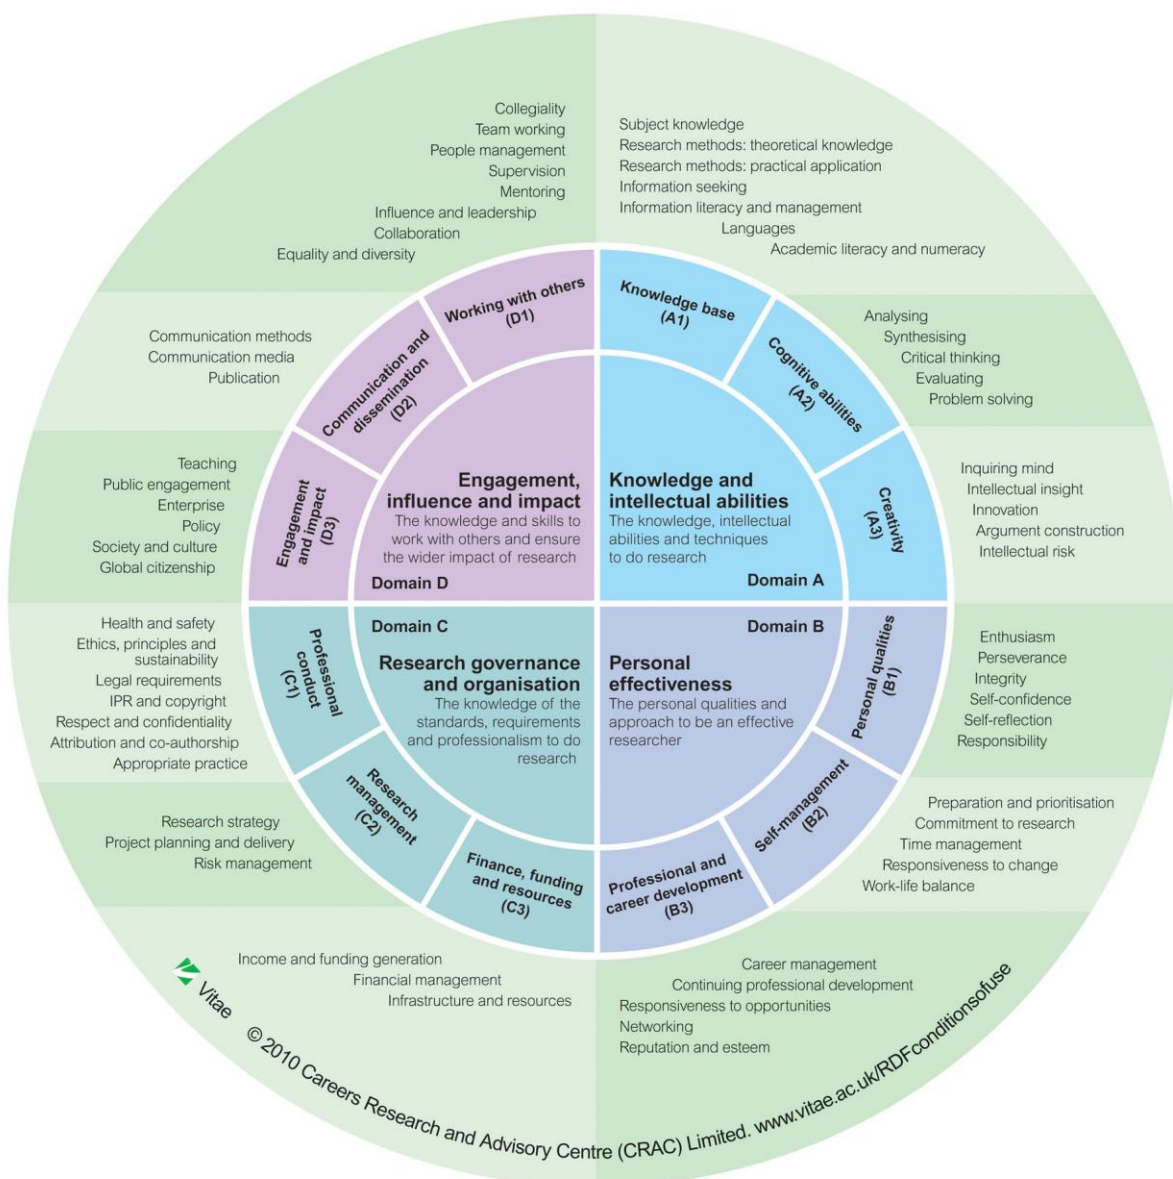 Collegiality
Team working
People management
Supervision
Mentoring
Influence and leadership
Collaboration
Equality and diversity
Subject knowledge
Research methods: theoretical knowledge
Research methods: practical application
Information seeking
Information literacy and management
Languages
Academic literacy and numeracy
Communication methods
Communication media
Publication
Analysing
Synthesising
Critical thinking
Evaluating
Problem solving
Teaching
Public engagement
Enterprise
Policy
Society and culture
Global citizenship
Inquiring mind
Intellectual insight
Innovation
Argument construction
Intellectual risk
Working with others
(D1)
Knowledge base
(A1)
Communication and
dissemination
(D2)
Cognitive abilities
(A2)
Engagement
and impact
(D3)
Creativity
(A3)
Engagement,
influence and impact
The knowledge and skills to
work with others and ensure
the wider impact of research
Domain D
Knowledge and
intellectual abilities
The knowledge, intellectual
abilities and techniques
to do research
Domain A
Domain C
Research governance
and organisation
The knowledge of the
standards, requirements
and professionalism to do
research
Domain B
Personal
effectiveness
The personal qualities and
approach to be an effective
researcher
Professional
conduct
(C1)
Personal qualities
(B1)
Research
management
(C2)
Self-management
(B2)
Finance, funding
and resources
(C3)
Professional and
career development
(B3)
Health and safety
Ethics, principles and
sustainability
Legal requirements
IPR and copyright
Respect and confidentiality
Attribution and co-authorship
Appropriate practice
Enthusiasm
Perseverance
Integrity
Self-confidence
Self-reflection
Responsibility
Research strategy
Project planning and delivery
Risk management
Preparation and prioritisation
Commitment to research
Time management
Responsiveness to change
Work-life balance
Income and funding generation
Financial management
Infrastructure and resources
Career management
Continuing professional development
Responsiveness to opportunities
Networking
Reputation and esteem
Vitae © 2010 Careers Research and Advisory Centre (CRAC) Limited. www.vitae.ac.uk/RDFconditionsofuse